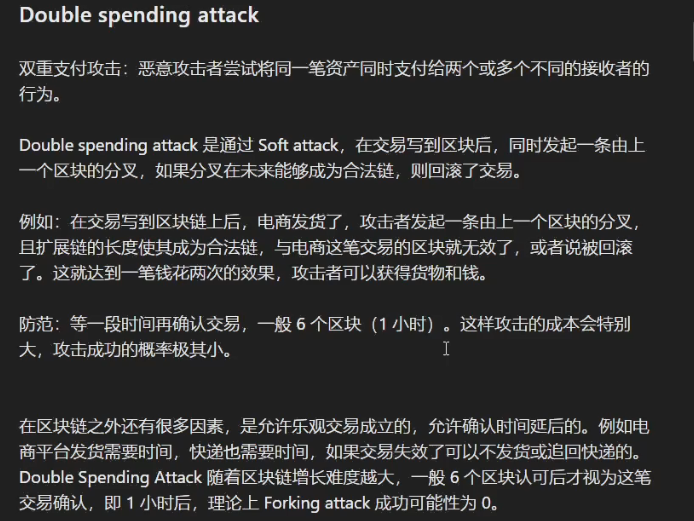 Double spending attack
双重支付攻击：恶意攻击者尝试将同一笔资产同时支付给两个或多个不同的接收者的
行为。
Double spending attack 是通过 Soft attack，在交易写到区块后，同时发起一条由上
一个区块的分叉，如果分叉在未来能够成为合法链，则回滚了交易。
例如：在交易写到区块链上后，电商发货了，攻击者发起一条由上一个区块的分叉，
且扩展链的长度使其成为合法链，与电商这笔交易的区块就无效了，或者说被回滚
了。这就达到一笔钱花两次的效果，攻击者可以获得货物和钱。
防范：等一段时间再确认交易，一般 6 个区块（1 小时）。这样攻击的成本会特别
大，攻击成功的概率极其小。
在区块链之外还有很多因素，是允许乐观交易成立的，允许确认时间延后的。例如电
商平台发货需要时间，快递也需要时间，如果交易失效了可以不发货或追回快递的。
Double Spending Attack 随着区块链增长难度越大，一般 6 个区块认可后才视为这笔
交易确认，即 1 小时后，理论上 Forking attack 成功可能性为 0。